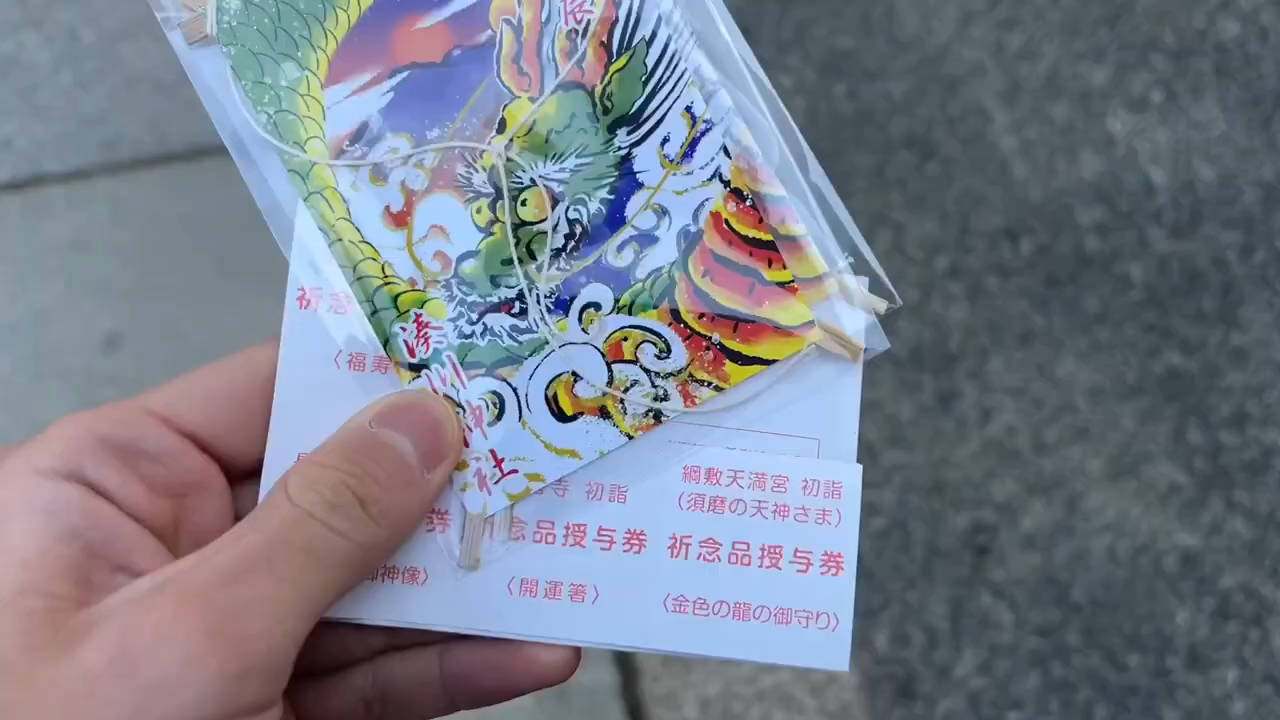 辰
湊川神社
祈念
〈福寿
寺 初詣
綱敷天満宮 初詣
(須磨の天神さま)
券
念品授与券
祈念品授与券
御神像〉
〈開運箸〉
〈金色の龍の御守り〉